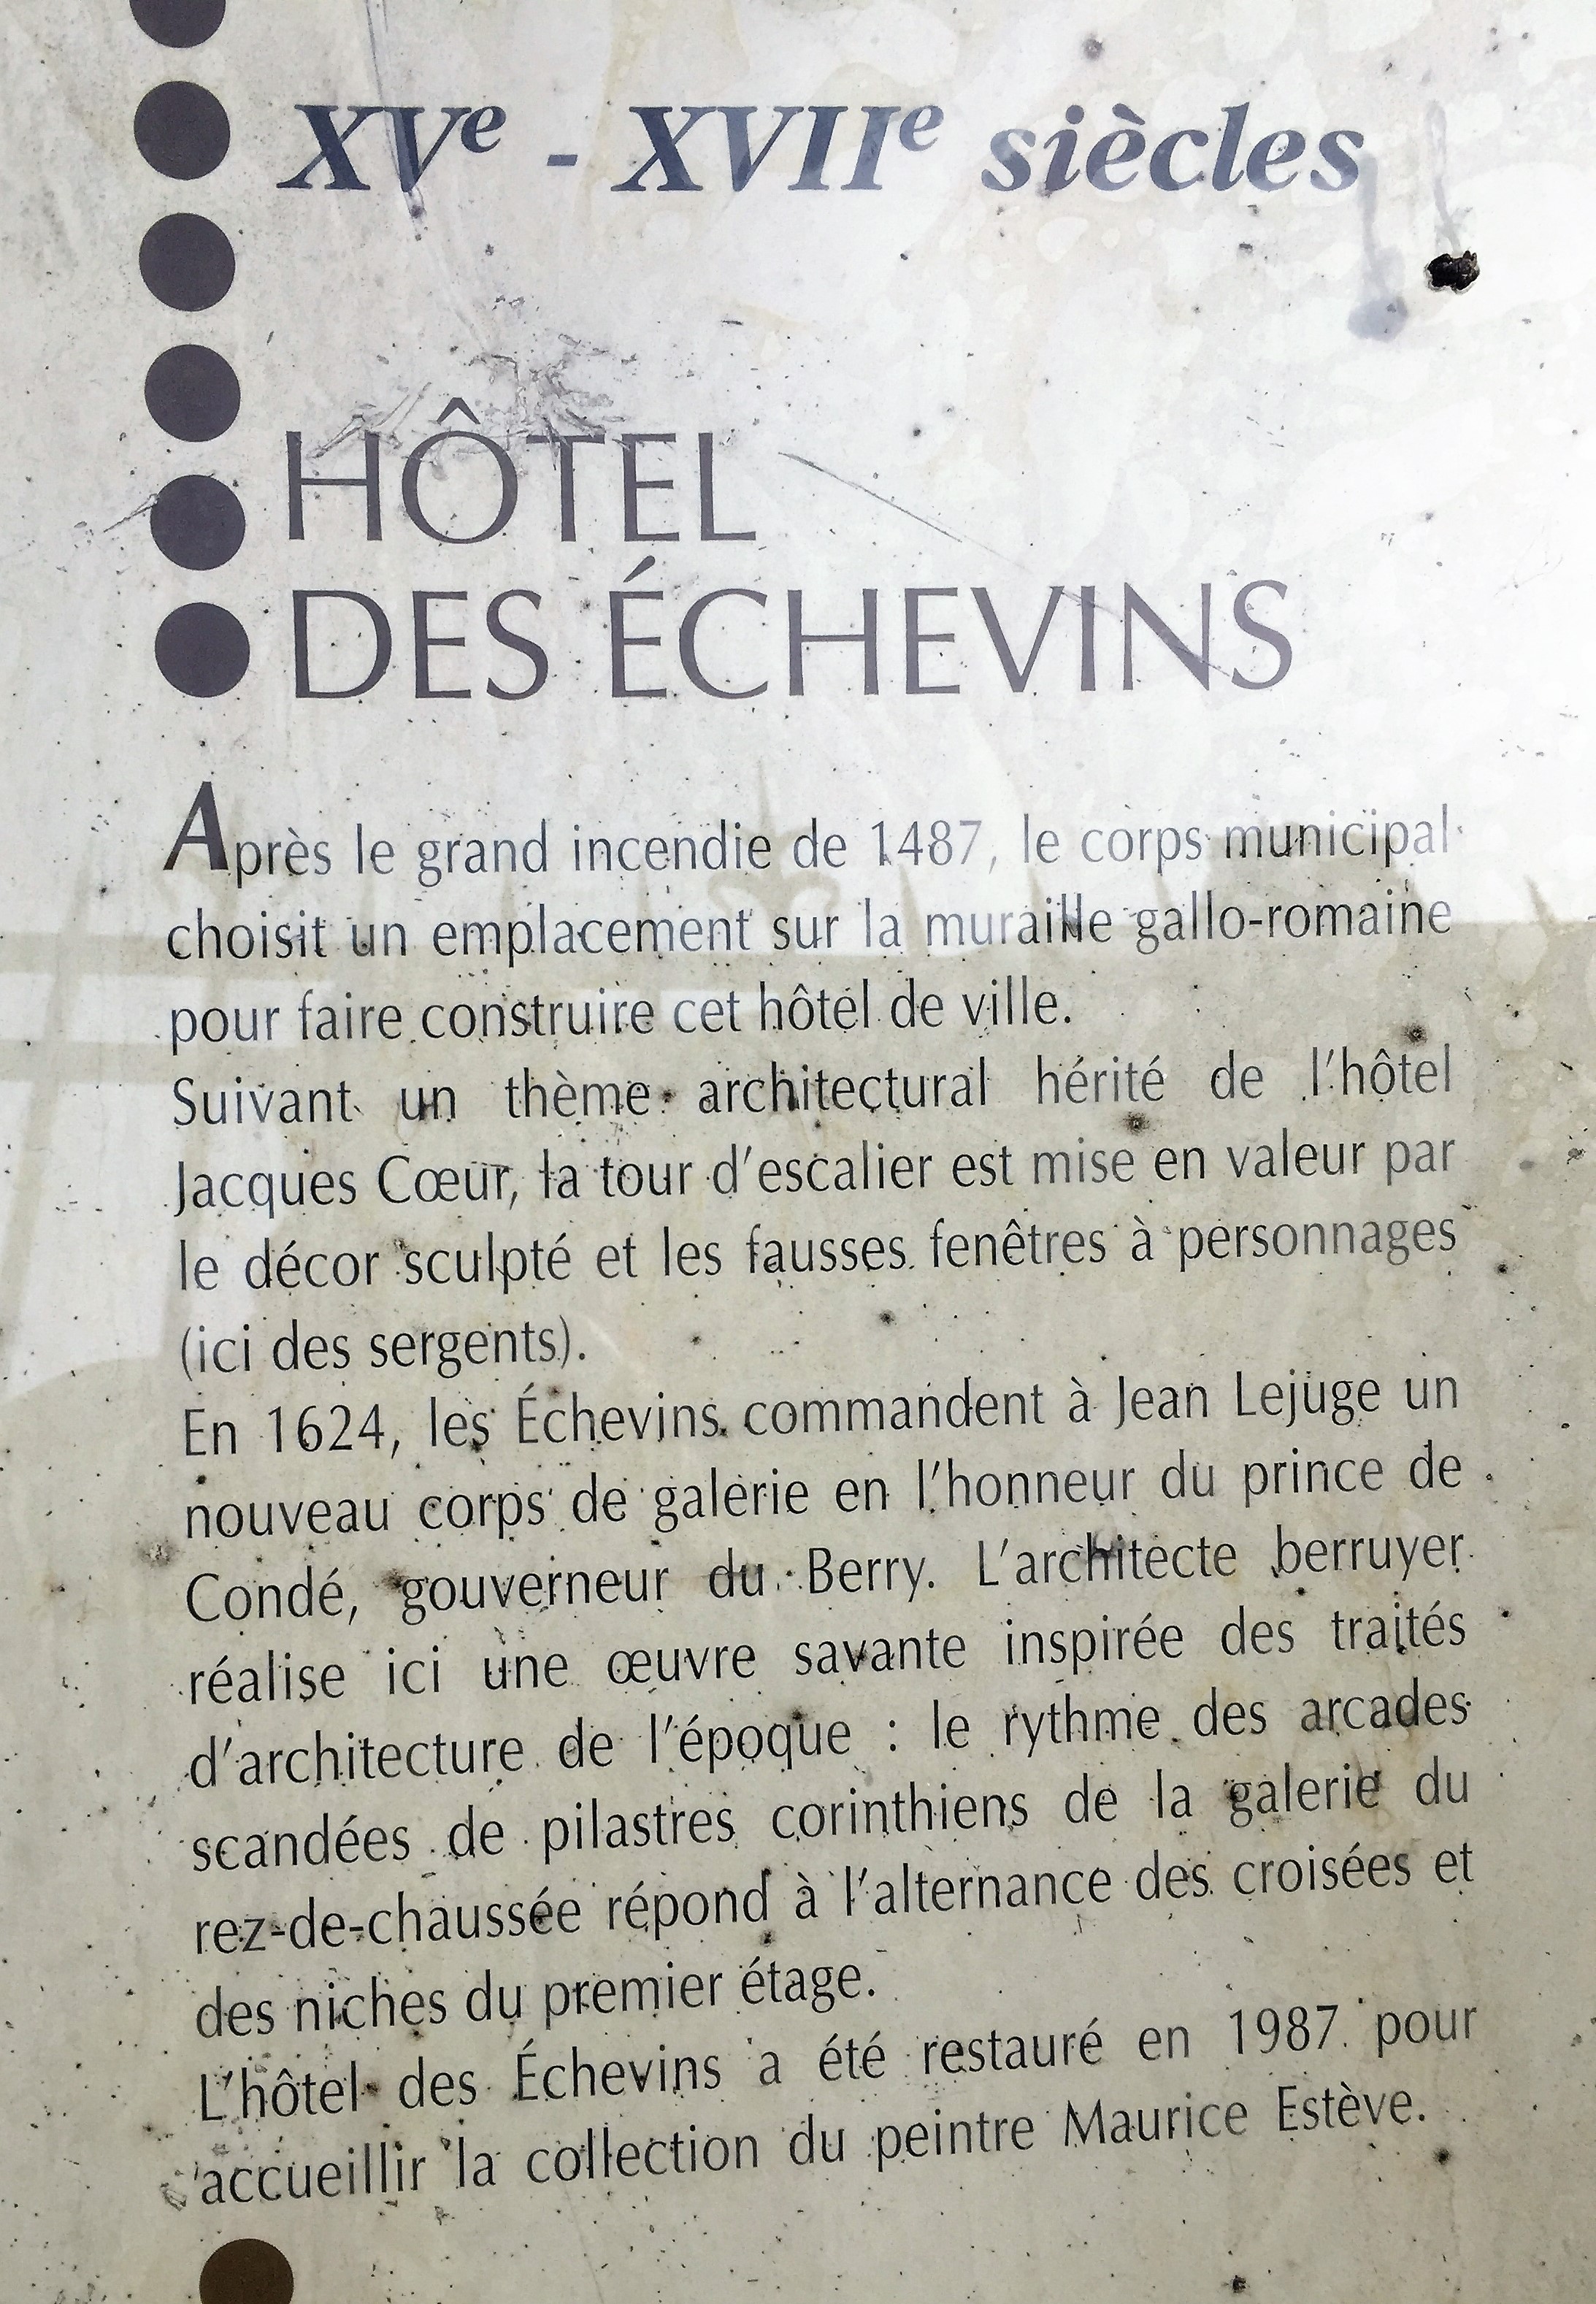 XVe - XVIIe siècles
HÔTEL
DES ÉCHEVINS
Après le grand incendie de 1487, le corps municipal
choisit un emplacement sur la muraille gallo-romaine
pour faire construire cet hôtel de ville.
Suivant un thème architectural hérité de l'hôtel
Jacques Cœur, la tour d'escalier est mise en valeur par
le décor sculpté et les fausses fenêtres à personnages
(ici des sergents).
En 1624, les Échevins commandent à Jean Lejuge un
nouveau corps de galerie en l'honneur du prince de
Condé, gouverneur du Berry. L'architecte berruyer
réalise ici une œuvre savante inspirée des traités
d'architecture de l'époque : le rythme des arcades
scandées de pilastres corinthiens de la galerie du
rez-de-chaussée répond à l'alternance des croisées et
des niches du premier étage.
L'hôtel des Échevins a été restauré en 1987 pour
accueillir la collection du peintre Maurice Estève.